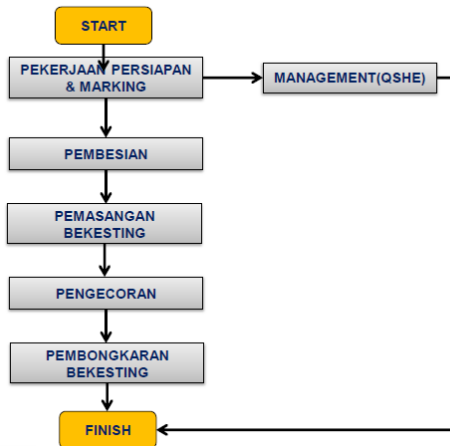 START
PEKERJAAN PERSIAPAN
& MARKING
MANAGEMENT(QSHE)
PEMBESIAN
PEMASANGAN
BEKESTING
PENGECORAN
PEMBONGKARAN
BEKESTING
FINISH